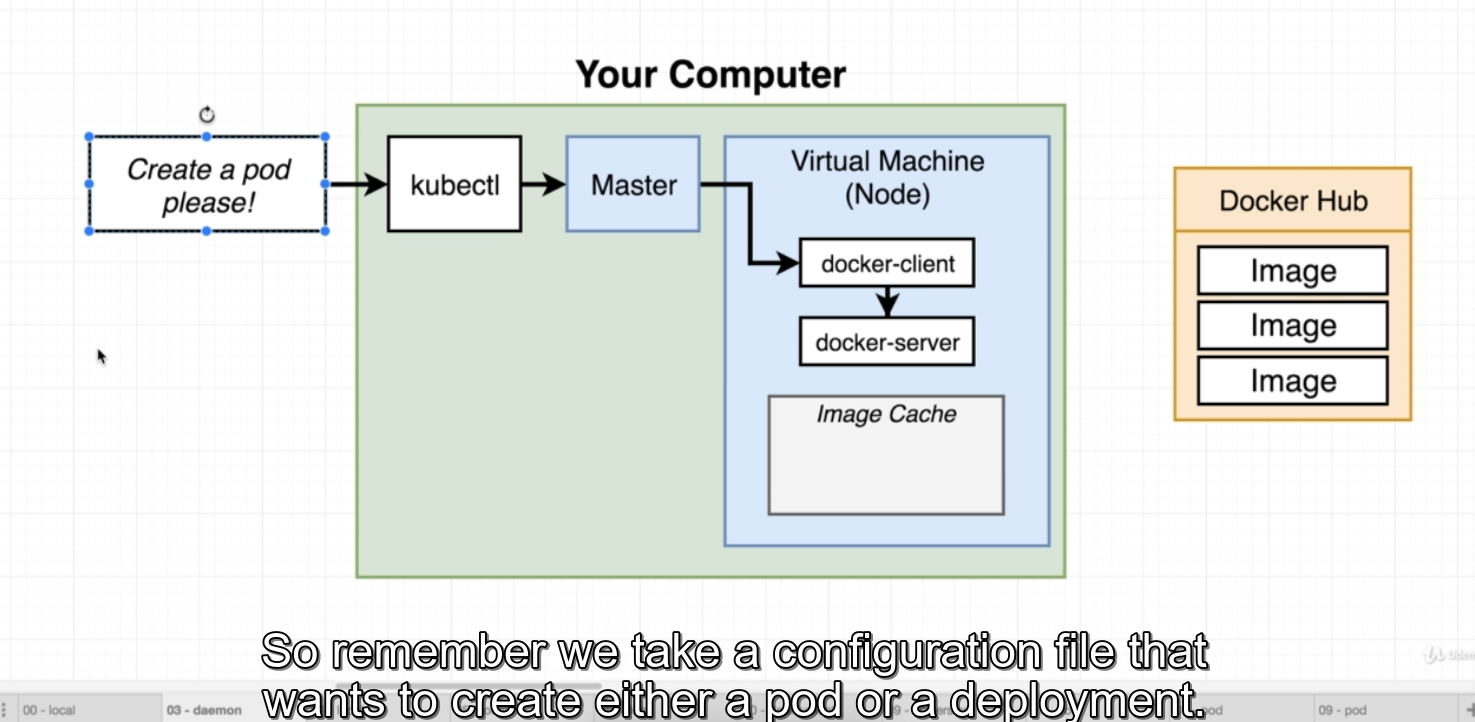 Your Computer
Create a pod
please!
kubectl
Master
Virtual Machine
(Node)
docker-client
docker-server
Image Cache
Docker Hub
Image
Image
Image
So remember we take a configuration file that
wants to create either a pod or a deployment.
00 - local
03 - daemon
09 - pod